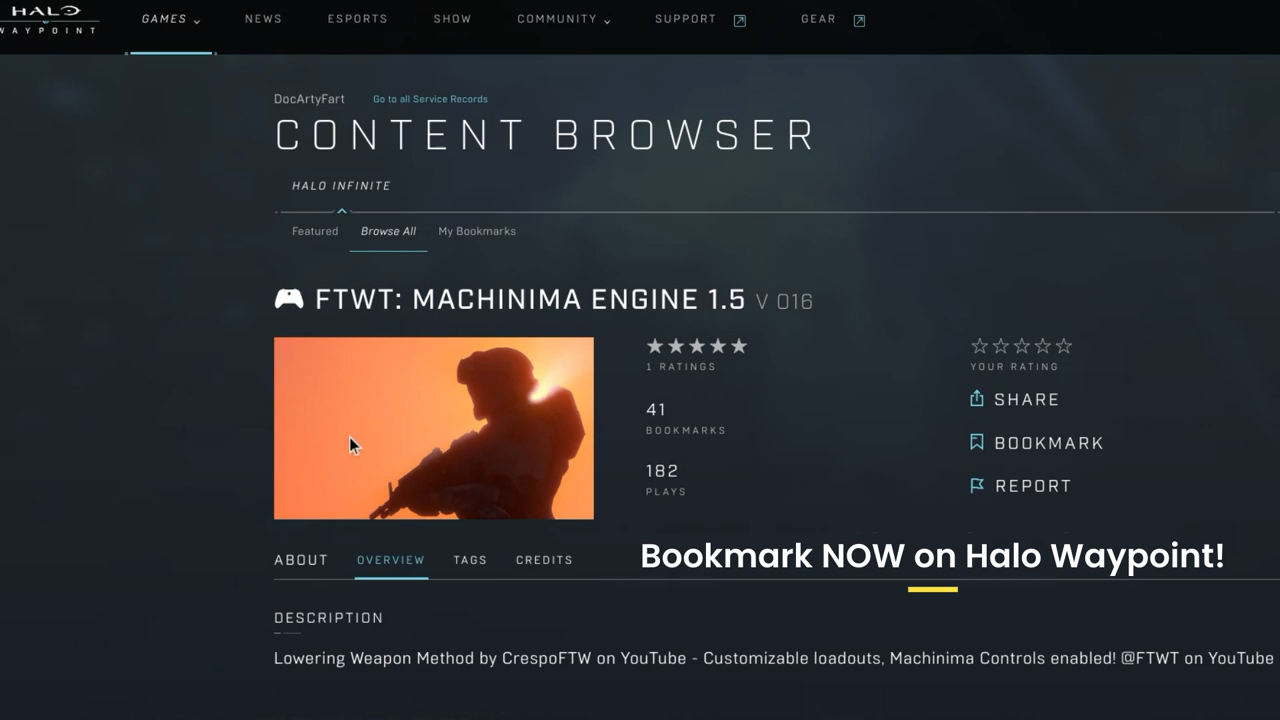 HALO
WAYPOINT
GAMES NEWS ESPORTS SHOW COMMUNITY SUPPORT GEAR
DocArtyFart Go to all Service Records
CONTENT BROWSER
HALO INFINITE
Featured Browse All My Bookmarks
FTWT: MACHINIMA ENGINE 1.5 V 016
1 RATINGS
YOUR RATING
41
BOOKMARKS
182
PLAYS
SHARE
BOOKMARK
REPORT
ABOUT OVERVIEW TAGS CREDITS
Bookmark NOW on Halo Waypoint!
DESCRIPTION
Lowering Weapon Method by CrespoFTW on YouTube - Customizable loadouts, Machinima Controls enabled! @FTWT on YouTube